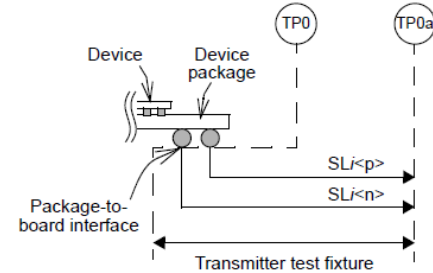 TP0
TP0a
Device
Device
package
SLi<p>
SLi<n>
Package-to-
board interface
Transmitter test fixture